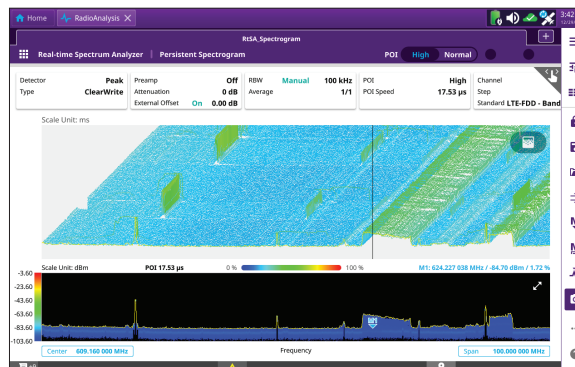 Home RadioAnalysis X 3:42
12/29
RtSA_Spectrogram +
Real-time Spectrum Analyzer | Persistent Spectrogram POI High Normal
Detector Peak Preamp Off RBW Manual 100 kHz POI High Channel
Type ClearWrite Attenuation 0 dB Average 1/1 POI Speed 17.53 µs Step
External Offset On 0.00 dB Standard LTE-FDD - Band
Scale Unit: ms
Scale Unit: dBm POI 17.53 µs 0 % 100 % M1: 624.227 038 MHz / -84.70 dBm / 1.72 %
-3.60
-23.60
-43.60
-63.60
-83.60
-103.60
M1
Center 609.160 000 MHz Frequency Span 100.000 000 MHz